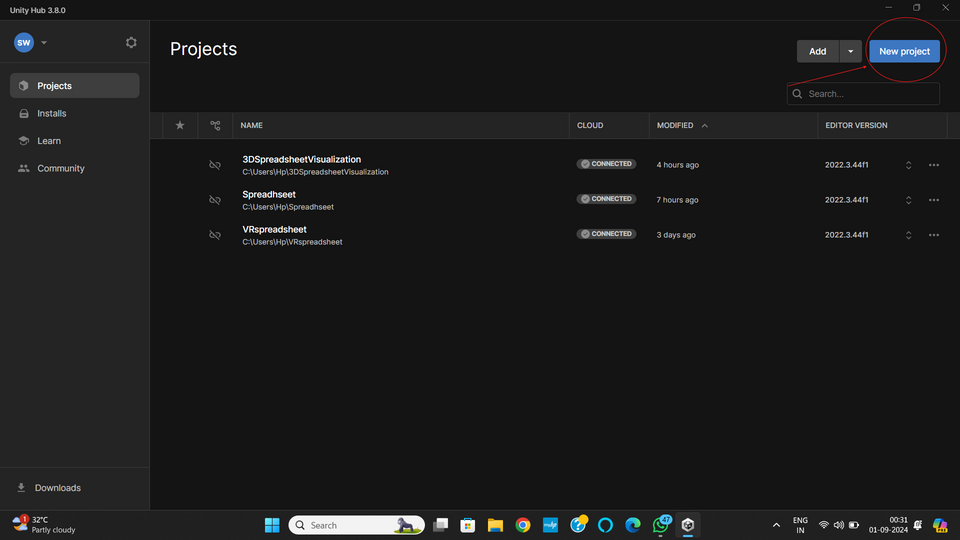 Unity Hub 3.8.0
SW
Projects
Installs
Learn
Community
Downloads
Projects
Add
New project
Search...
NAME CLOUD MODIFIED EDITOR VERSION
3DSpreadsheetVisualization CONNECTED 4 hours ago 2022.3.44f1
C:\Users\Hp\3DSpreadsheetVisualization
Spreadhseet CONNECTED 7 hours ago 2022.3.44f1
C:\Users\Hp\Spreadhseet
VRspreadsheet CONNECTED 3 days ago 2022.3.44f1
C:\Users\Hp\VRspreadsheet
1
32°C
Partly cloudy
Search
47
ENG
IN
00:31
01-09-2024